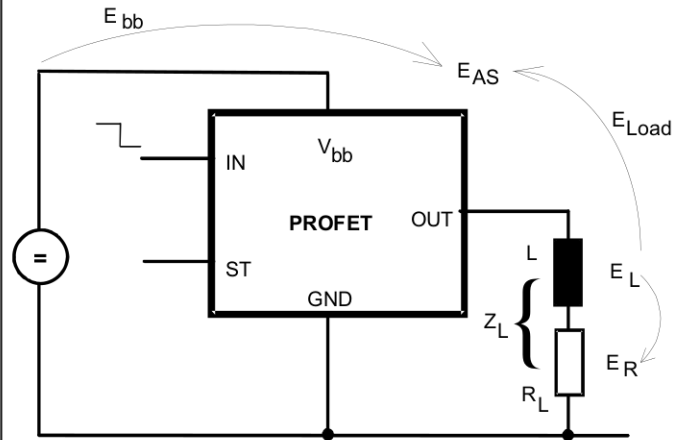 E bb
E AS
E Load
V bb
IN
PROFET
OUT
ST
GND
=
L
E L
Z L
{
E R
R L